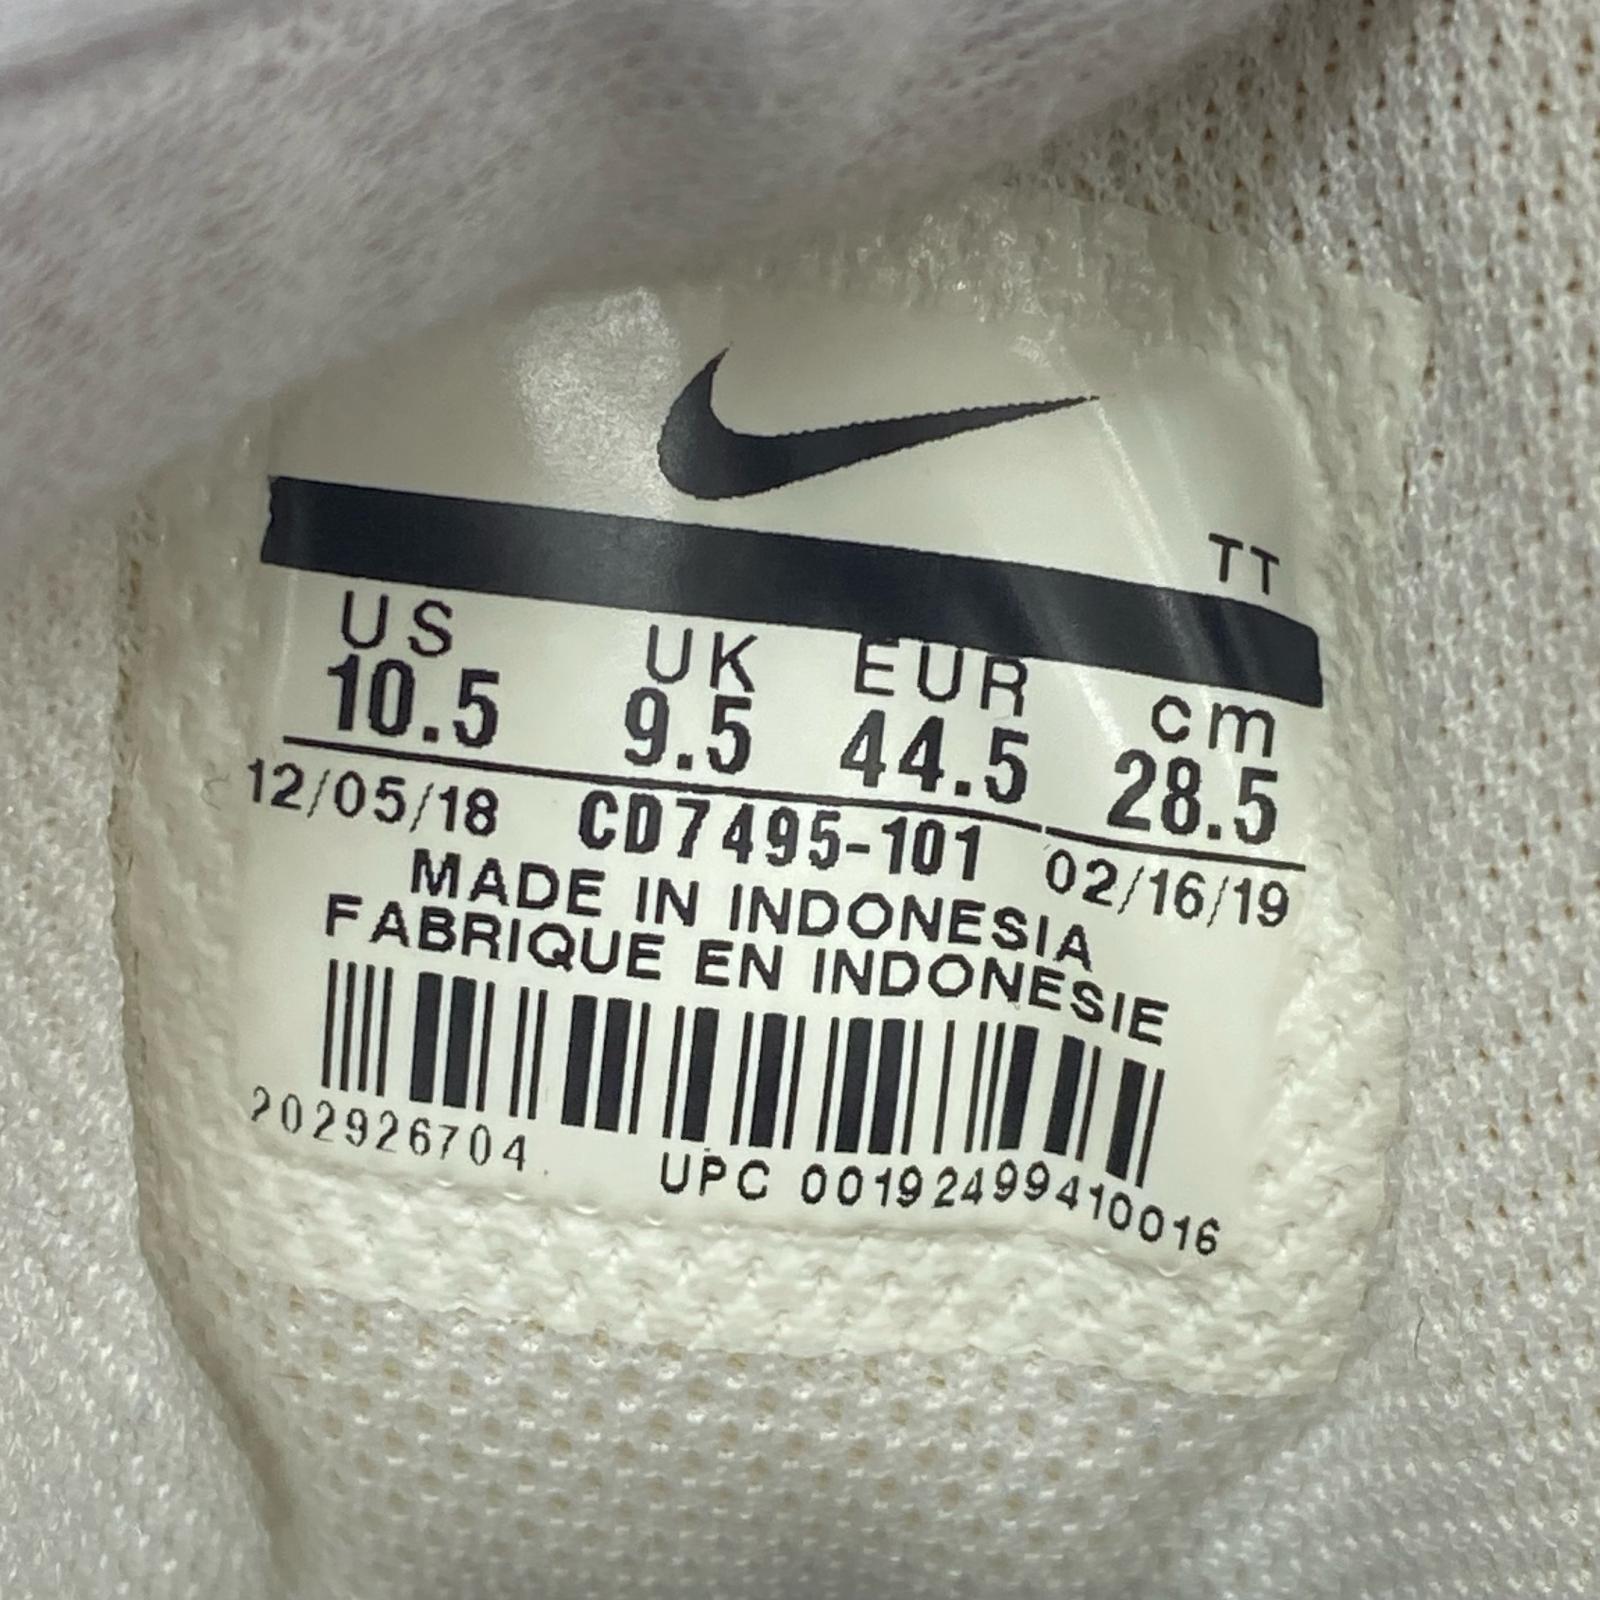 TT
US UK EUR cm
10.5 9.5 44.5 28.5
12/05/18 CD7495-101 02/16/19
MADE IN INDONESIA
FABRIQUE EN INDONESIE
202926704 UPC 00192499410016